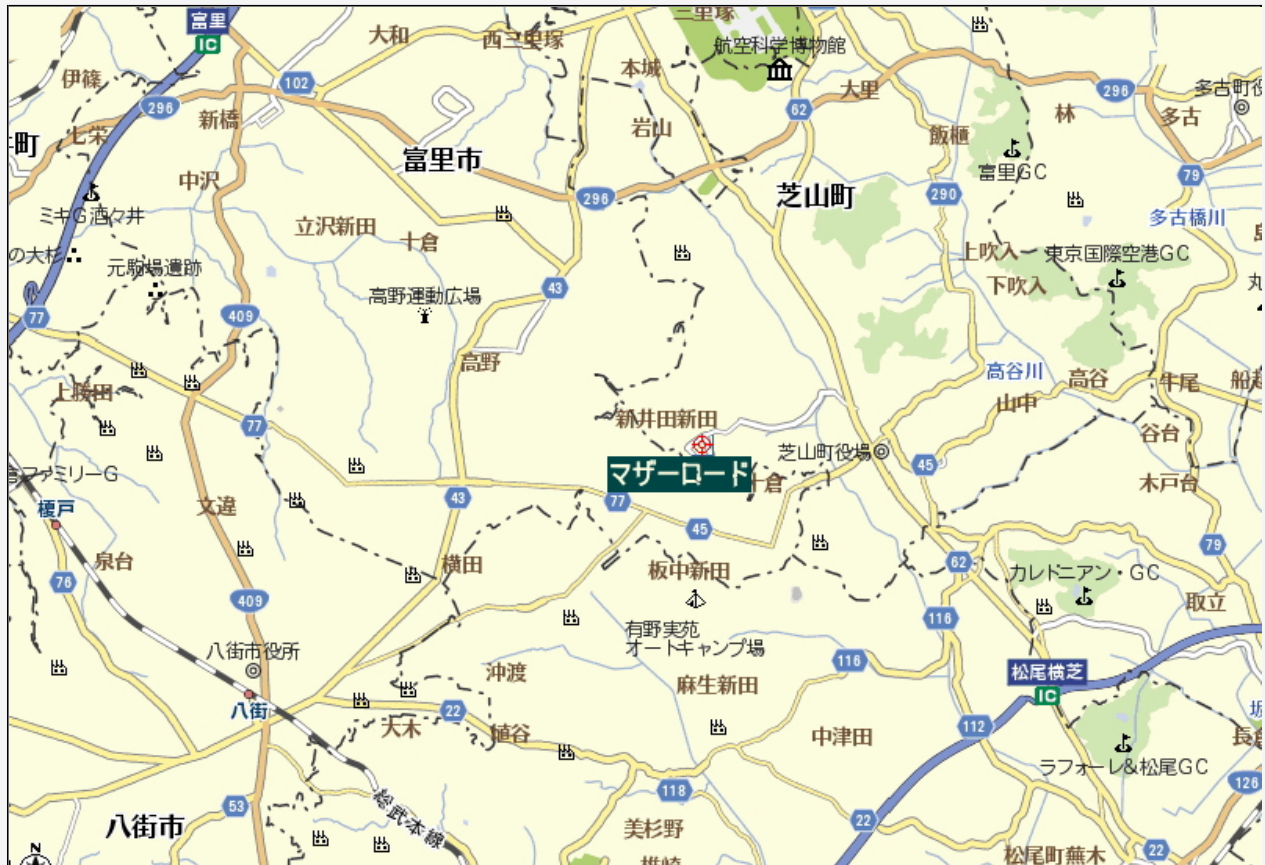 富里
IC
大和
西三里塚
三里塚
航空科学博物館
本城
伊篠
102
296
七栄
新橋
62
大里
296
多古町役
林
多古
飯櫃
岩山
町
富里市
中沢
296
芝山町
290
富里GC
79
多古橋川
ミキG酒々井
立沢新田
十倉
の大杉
元駒場遺跡
上吹入
東京国際空港GC
下吹入
高野運動広場
43
77
409
高野
高谷川
高谷
牛尾
船越
上勝田
山中
新井田新田
77
谷台
芝山町役場
マザーロード
十倉
45
ファミリーG
43
77
45
木戸台
榎戸
文違
79
泉台
横田
板中新田
62
カレドニアン・GC
76
409
116
取立
有野実苑
オートキャンプ場
八街市役所
沖渡
麻生新田
116
松尾横芝
IC
八街
22
大木
植谷
中津田
112
ラフォーレ&松尾GC
126
53
総武本線
118
22
八街市
美杉野
N
椎崎
松尾町蕪木
22